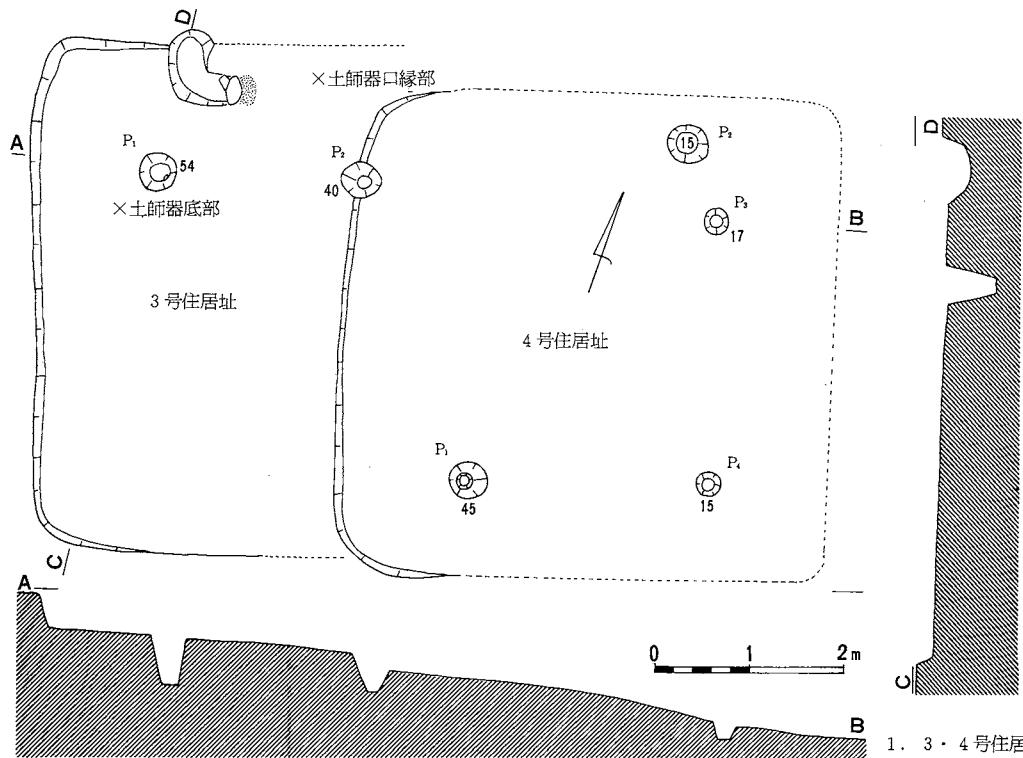 D
×土師器口縁部
A
P₁
54
×土師器底部
P₂
40
3号住居址
15
P₂
P₃
17
B
4号住居址
P₁
45
P₄
15
C
A
0 1 2m
B
D
C
1. 3・4号住居